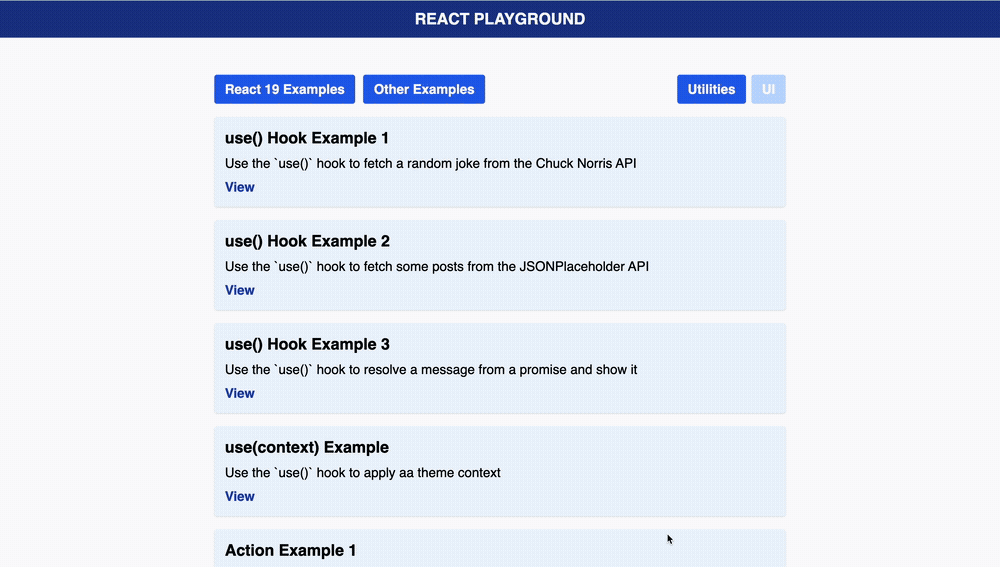 REACT PLAYGROUND
React 19 Examples Other Examples Utilities UI
use() Hook Example 1
Use the `use()` hook to fetch a random joke from the Chuck Norris API
View
use() Hook Example 2
Use the `use()` hook to fetch some posts from the JSONPlaceholder API
View
use() Hook Example 3
Use the `use()` hook to resolve a message from a promise and show it
View
use(context) Example
Use the `use()` hook to apply aa theme context
View
Action Example 1